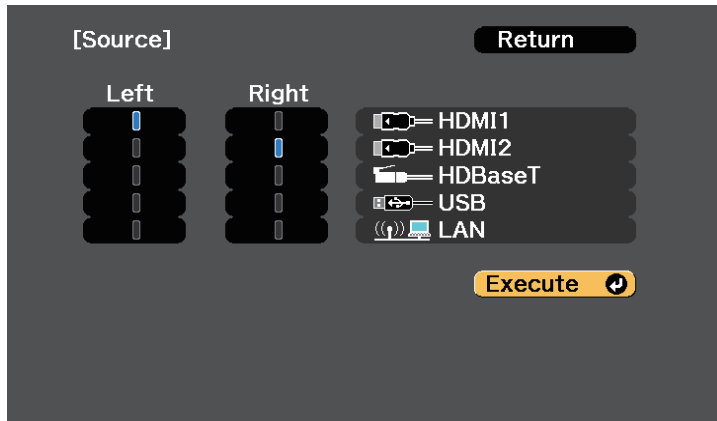 [Source] Return
Left Right
HDMI1
HDMI2
HDBaseT
USB
LAN
Execute